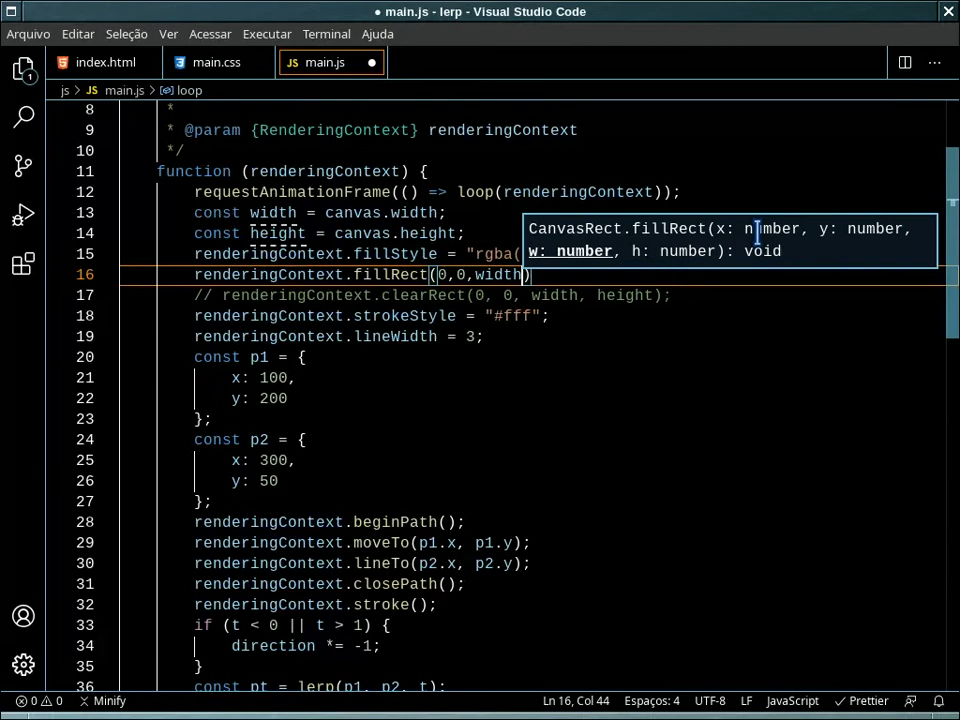 ● main.js - lerp - Visual Studio Code
Arquivo Editar Seleção Ver Acessar Executar Terminal Ajuda
index.html main.css JS main.js ●
js > JS main.js > loop
8 *
9 * @param {RenderingContext} renderingContext
10 */
11 function (renderingContext) {
12 requestAnimationFrame(() => loop(renderingContext));
13 const width = canvas.width;
14 const height = canvas.height;
15 renderingContext.fillStyle = "rgba(
CanvasRect.fillRect(x: number, y: number,
w: number, h: number): void
16 renderingContext.fillRect(0,0,width)
17 // renderingContext.clearRect(0, 0, width, height);
18 renderingContext.strokeStyle = "#fff";
19 renderingContext.lineWidth = 3;
20 const p1 = {
21 x: 100,
22 y: 200
23 };
24 const p2 = {
25 x: 300,
26 y: 50
27 };
28 renderingContext.beginPath();
29 renderingContext.moveTo(p1.x, p1.y);
30 renderingContext.lineTo(p2.x, p2.y);
31 renderingContext.closePath();
32 renderingContext.stroke();
33 if (t < 0 || t > 1) {
34 direction *= -1;
35 }
36 const pt = lerp(p1, p2, t);
1
0 0 Minify Ln 16, Col 44 Espaços: 4 UTF-8 LF JavaScript Prettier